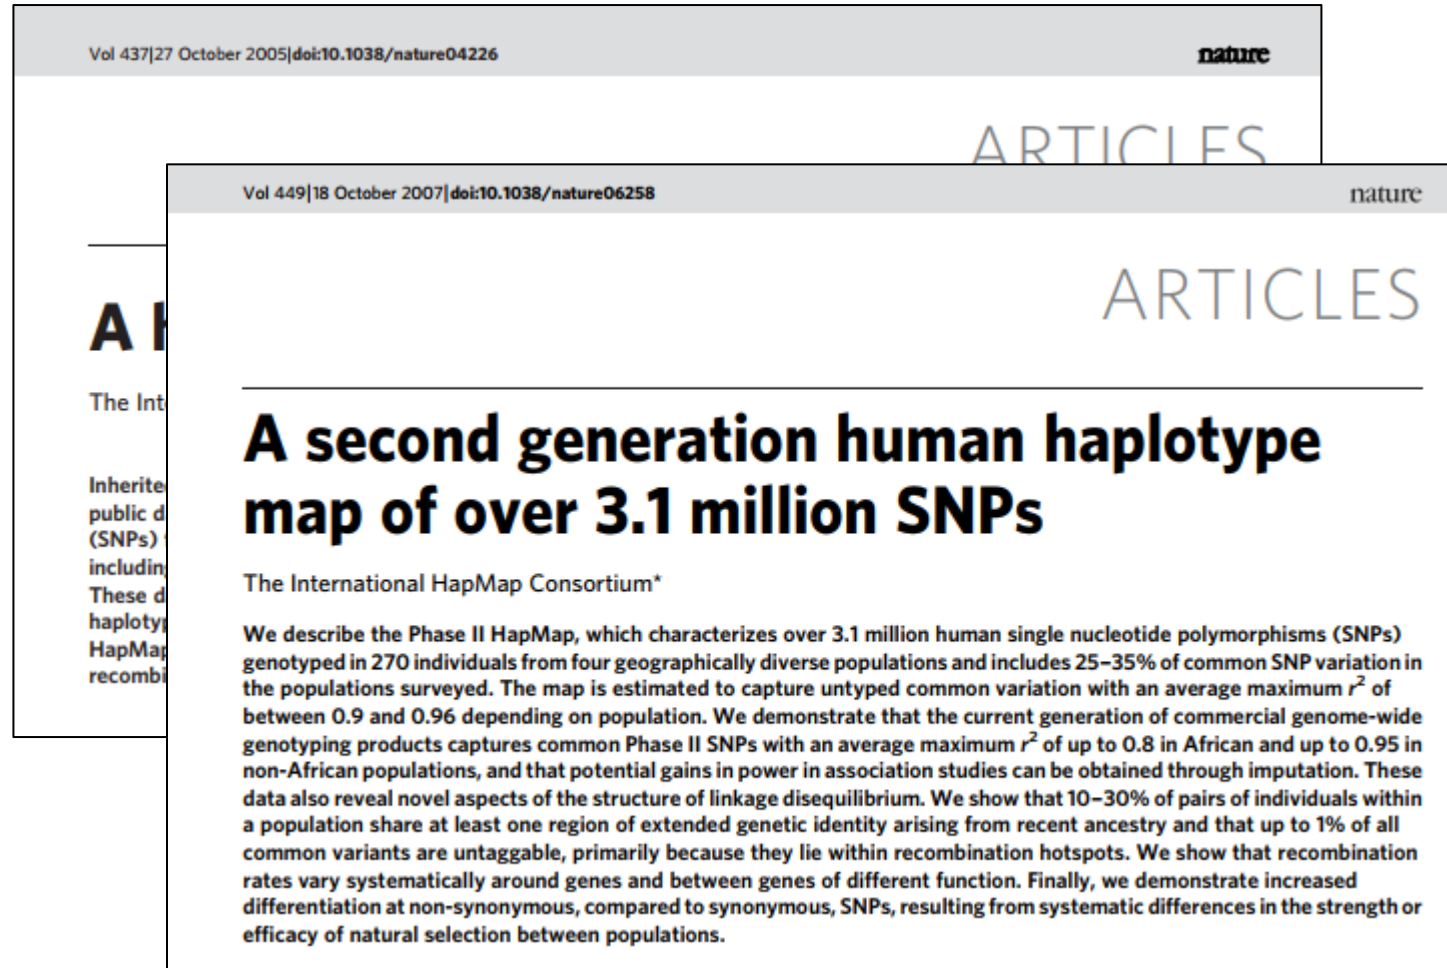 Vol 437|27 October 2005|doi:10.1038/nature04226
nature
ARTICLES
A
The
Vol 449|18 October 2007|doi:10.1038/nature06258
nature
ARTICLES
A second generation human haplotype
map of over 3.1 million SNPs
The International HapMap Consortium*
public
(SNPs)
These
We describe the Phase II HapMap, which characterizes over 3.1 million human single nucleotide polymorphisms (SNPs)
genotyped in 270 individuals from four geographically diverse populations and includes 25–35% of common SNP variation in
the populations surveyed. The map is estimated to capture untyped common variation with an average maximum r² of
between 0.9 and 0.96 depending on population. We demonstrate that the current generation of commercial genome-wide
genotyping products captures common Phase II SNPs with an average maximum r² of up to 0.8 in African and up to 0.95 in
non-African populations, and that potential gains in power in association studies can be obtained through imputation. These
data also reveal novel aspects of the structure of linkage disequilibrium. We show that 10–30% of pairs of individuals within
a population share at least one region of extended genetic identity arising from recent ancestry and that up to 1% of all
common variants are untaggable, primarily because they lie within recombination hotspots. We show that recombination
rates vary systematically around genes and between genes of different function. Finally, we demonstrate increased
differentiation at non-synonymous, compared to synonymous, SNPs, resulting from systematic differences in the strength or
efficacy of natural selection between populations.